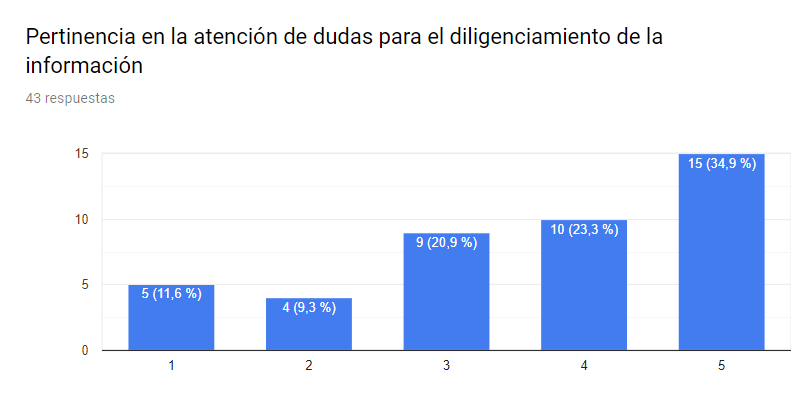 Pertinencia en la atención de dudas para el diligenciamiento de la
información
43 respuestas
15
10
5
0
5 (11,6 %)
4 (9,3 %)
9 (20,9 %)
10 (23,3 %)
15 (34,9 %)
1
2
3
4
5